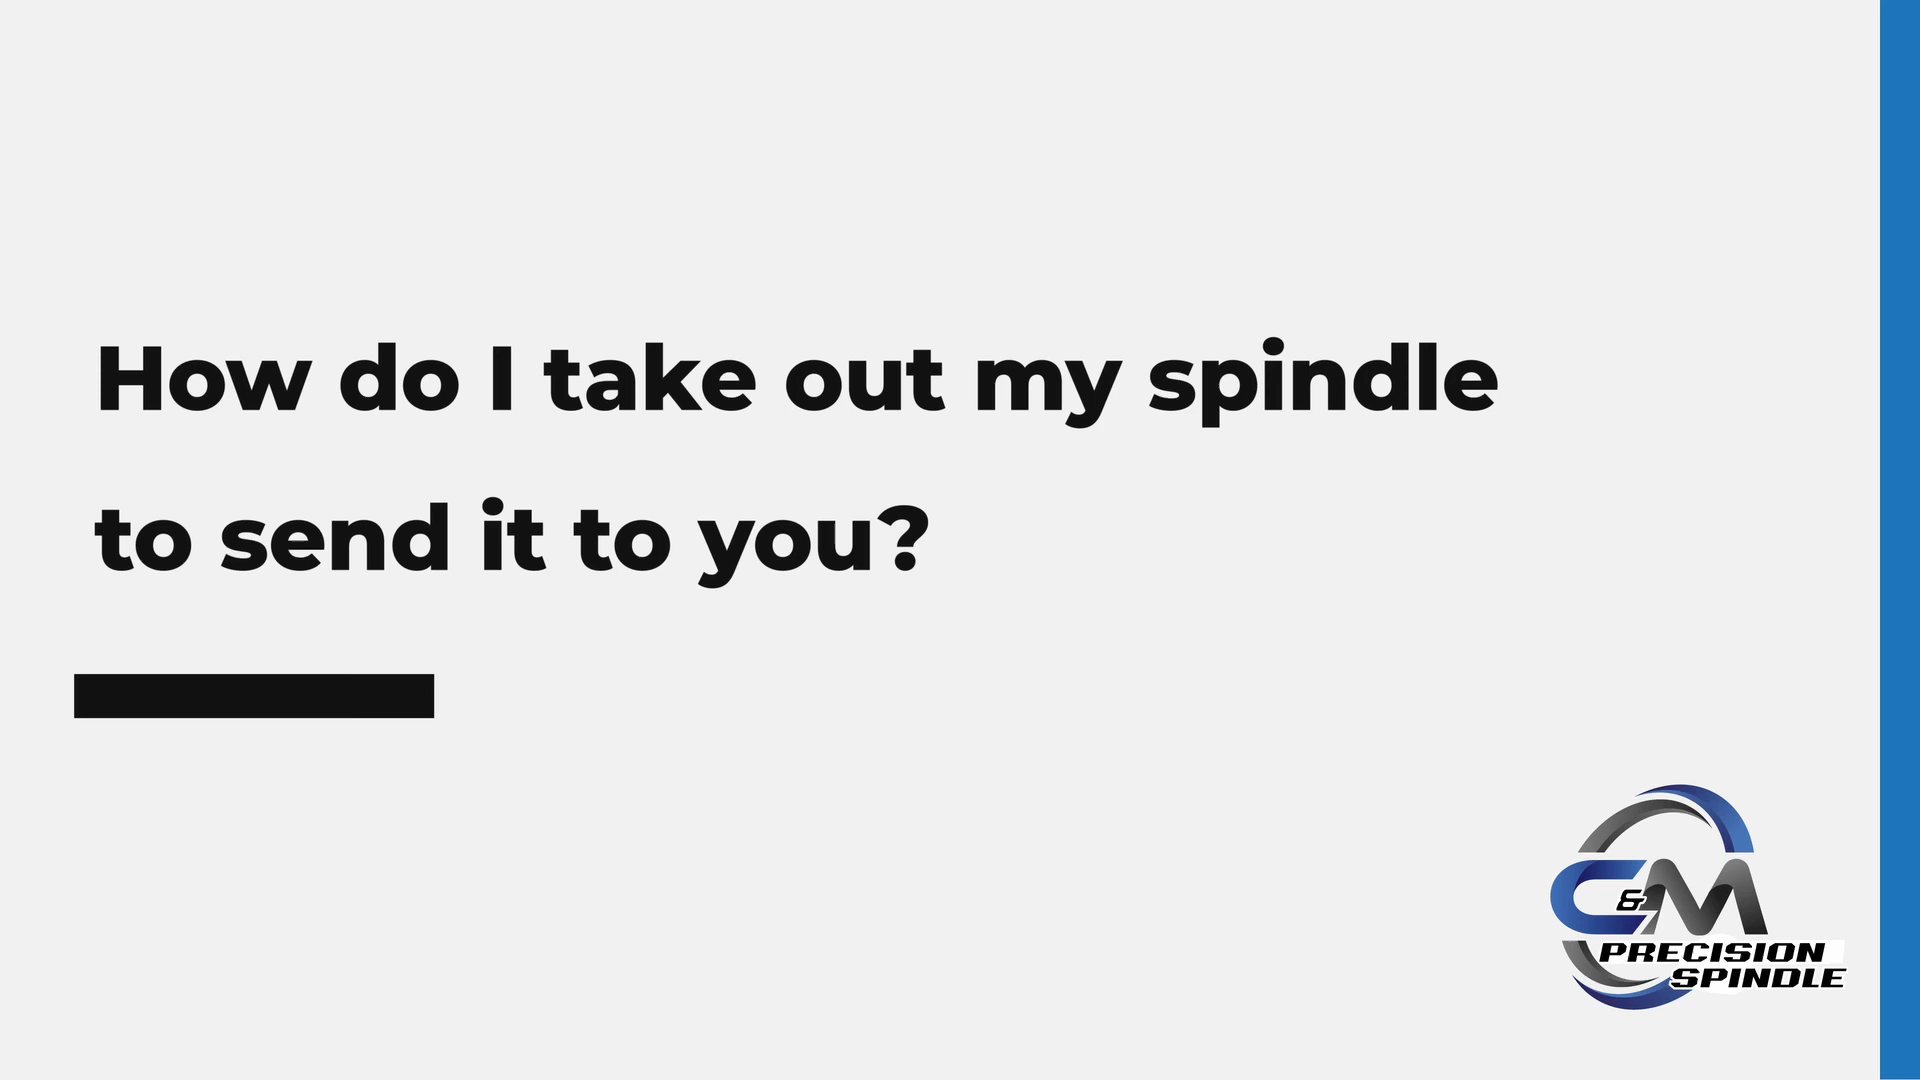 How do I take out my spindle
to send it to you?
C&M
PRECISION
SPINDLE